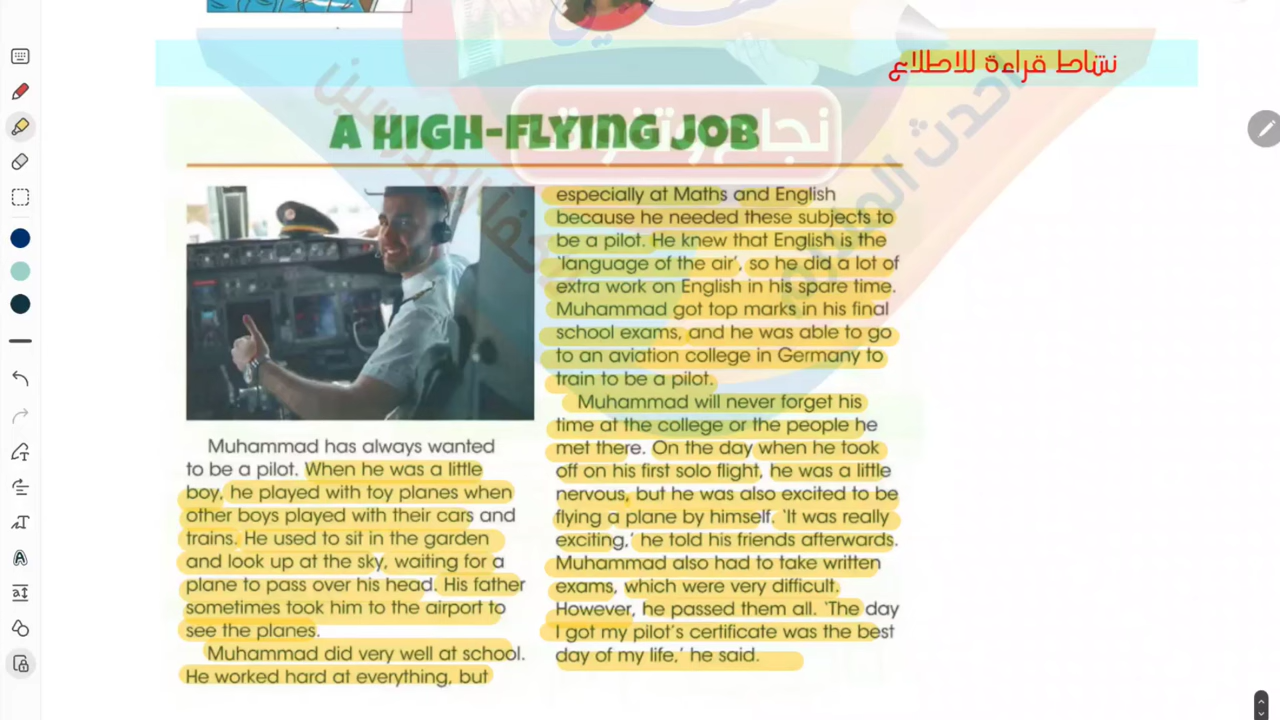 نشاط قراءة للاطلاع
A HIGH-FLYING JOB
نجاح
Muhammad has always wanted
to be a pilot. When he was a little
boy, he played with toy planes when
other boys played with their cars and
trains. He used to sit in the garden
and look up at the sky, waiting for a
plane to pass over his head. His father
sometimes took him to the airport to
see the planes.
Muhammad did very well at school.
He worked hard at everything, but
especially at Maths and English
because he needed these subjects to
be a pilot. He knew that English is the
'language of the air', so he did a lot of
extra work on English in his spare time.
Muhammad got top marks in his final
school exams, and he was able to go
to an aviation college in Germany to
train to be a pilot.
Muhammad will never forget his
time at the college or the people he
met there. On the day when he took
off on his first solo flight, he was a little
nervous, but he was also excited to be
flying a plane by himself. 'It was really
exciting,' he told his friends afterwards.
Muhammad also had to take written
exams, which were very difficult.
However, he passed them all. 'The day
I got my pilot's certificate was the best
day of my life,' he said.